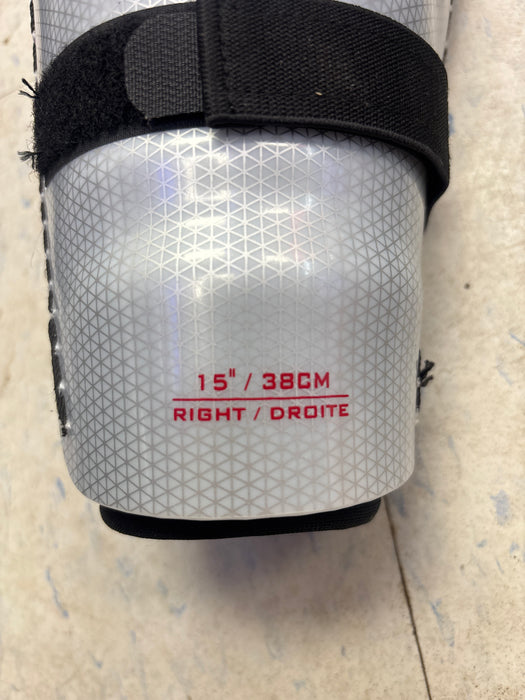 15" / 38CM
RIGHT / DROITE